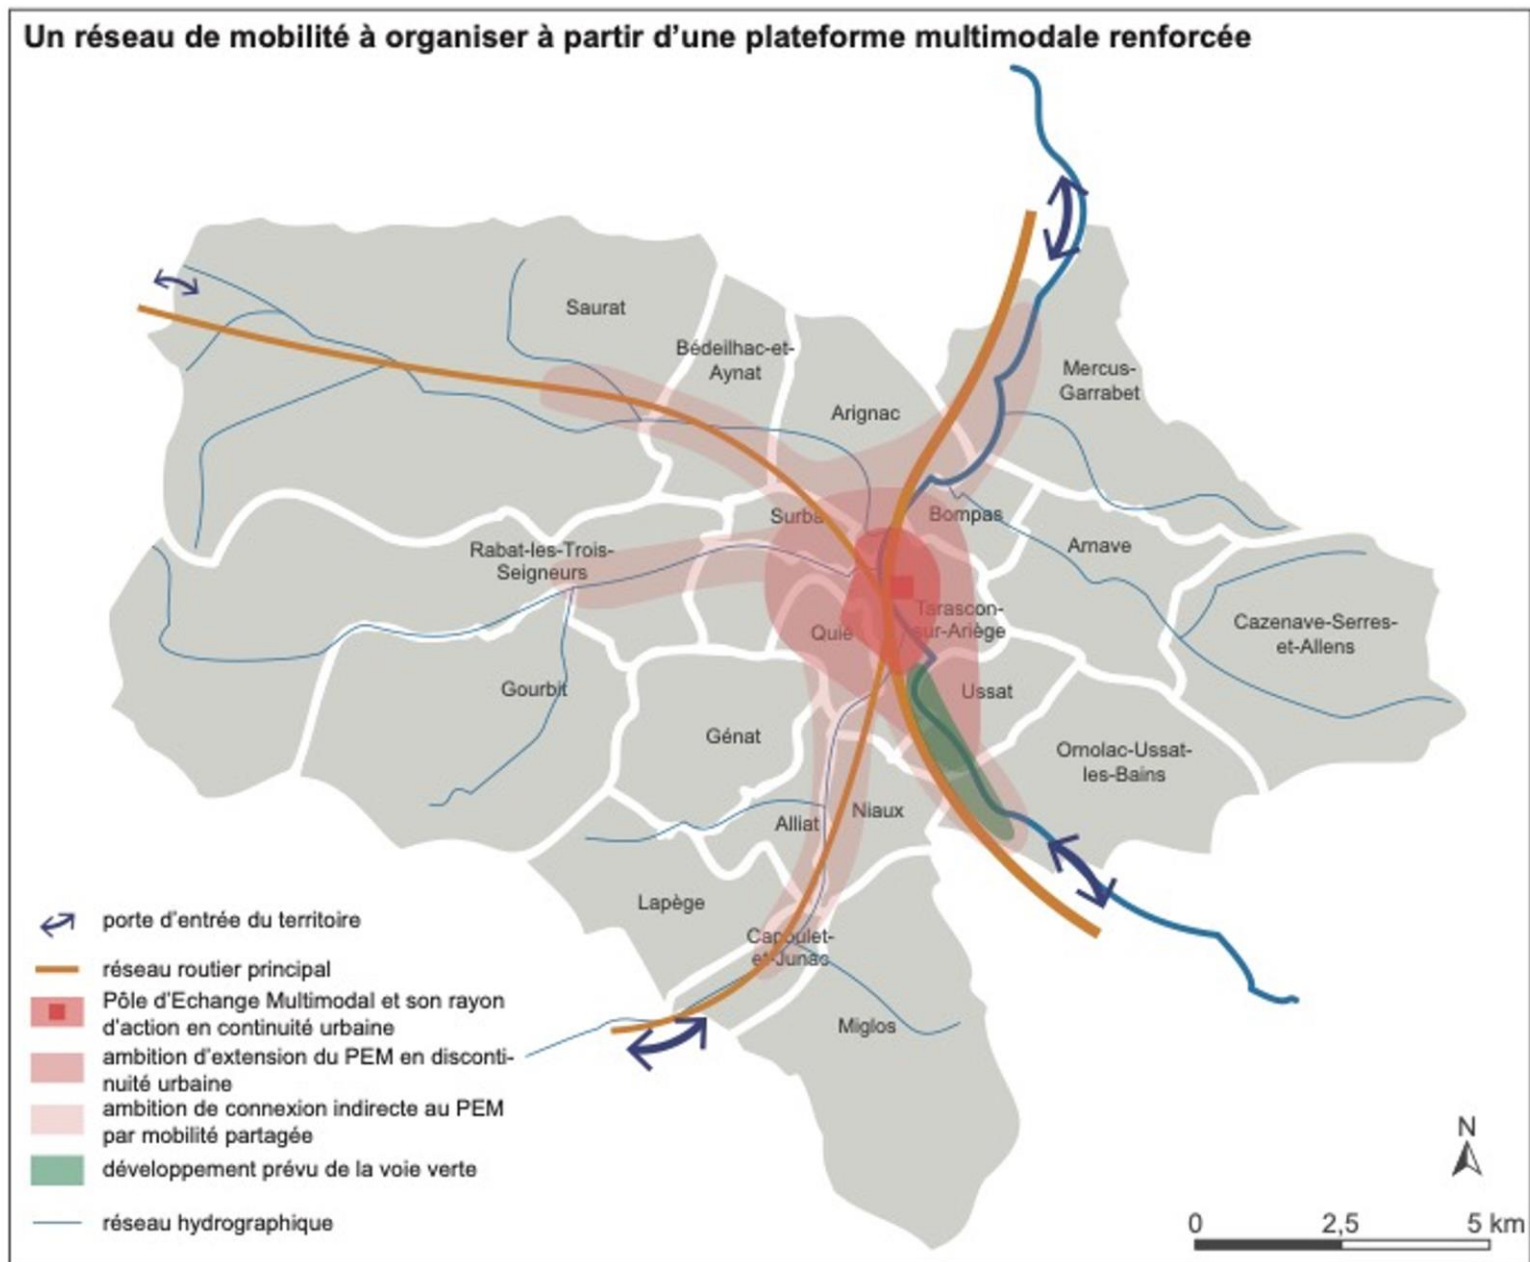 Un réseau de mobilité à organiser à partir d'une plateforme multimodale renforcée
Saurat
Bédeilhac-et-
Aynat
Arignac
Mercus-
Garrabet
Surba
Bompas
Arnave
Rabat-les-Trois-
Seigneurs
Tarascon-
sur-Ariège
Quié
Cazenave-Serres-
et-Allens
Gourbit
Ussat
Génat
Ornolac-Ussat-
les-Bains
Alliat
Niaux
Lapège
Capoulet-
et-Junac
Miglos
porte d'entrée du territoire
réseau routier principal
Pôle d'Echange Multimodal et son rayon
d'action en continuité urbaine
ambition d'extension du PEM en disconti-
nuité urbaine
ambition de connexion indirecte au PEM
par mobilité partagée
développement prévu de la voie verte
réseau hydrographique
N
0 2,5 5 km